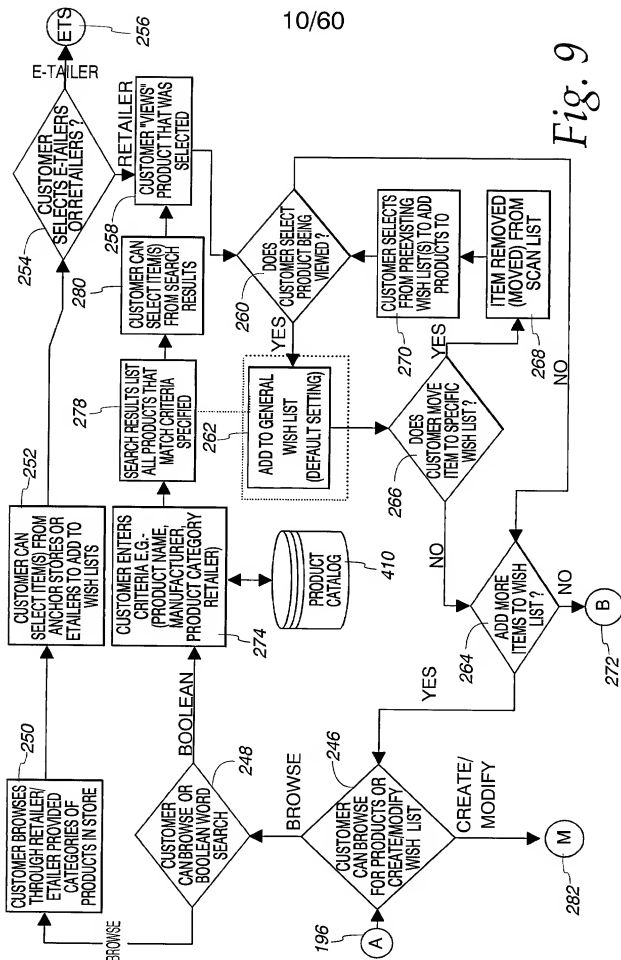 10/60
ETS
256
E-TAILER
CUSTOMER
SELECTS E-TAILERS
ORRETAILERS ?
254
RETAILER
CUSTOMER "VIEWS"
PRODUCT THAT WAS
SELECTED
258
CUSTOMER CAN
SELECT ITEM(S)
FROM SEARCH
RESULTS
280
SEARCH RESULTS LIST
ALL PRODUCTS THAT
MATCH CRITERIA
SPECIFIED
278
CUSTOMER CAN
SELECT ITEM(S) FROM
ANCHOR STORES OR
ETAILERS TO ADD TO
WISH LISTS
252
CUSTOMER ENTERS
CRITERIA E.G.-
(PRODUCT NAME,
MANUFACTURER,
PRODUCT CATEGORY
RETAILER)
274
PRODUCT
CATALOG
410
CUSTOMER BROWSES
THROUGH RETAILER/
ETAILER PROVIDED
CATEGORIES OF
PRODUCTS IN STORE
250
BROWSE
BOOLEAN
CUSTOMER
CAN BROWSE OR
BOOLEAN WORD
SEARCH
248
BROWSE
CUSTOMER
CAN BROWSE
FOR PRODUCTS OR
CREATE/MODIFY
WISH LIST
246
A
196
CREATE/
MODIFY
M
282
DOES
CUSTOMER SELECT
PRODUCT BEING
VIEWED ?
260
YES
ADD TO GENERAL
WISH LIST
(DEFAULT SETTING)
262
DOES
CUSTOMER MOVE
ITEM TO SPECIFIC
WISH LIST ?
266
YES
CUSTOMER SELECTS
FROM PREEXISTING
WISH LIST(S) TO ADD
PRODUCTS TO
270
ITEM REMOVED
(MOVED) FROM
SCAN LIST
268
NO
NO
ADD MORE
ITEMS TO WISH
LIST ?
264
YES
NO
B
272
Fig. 9